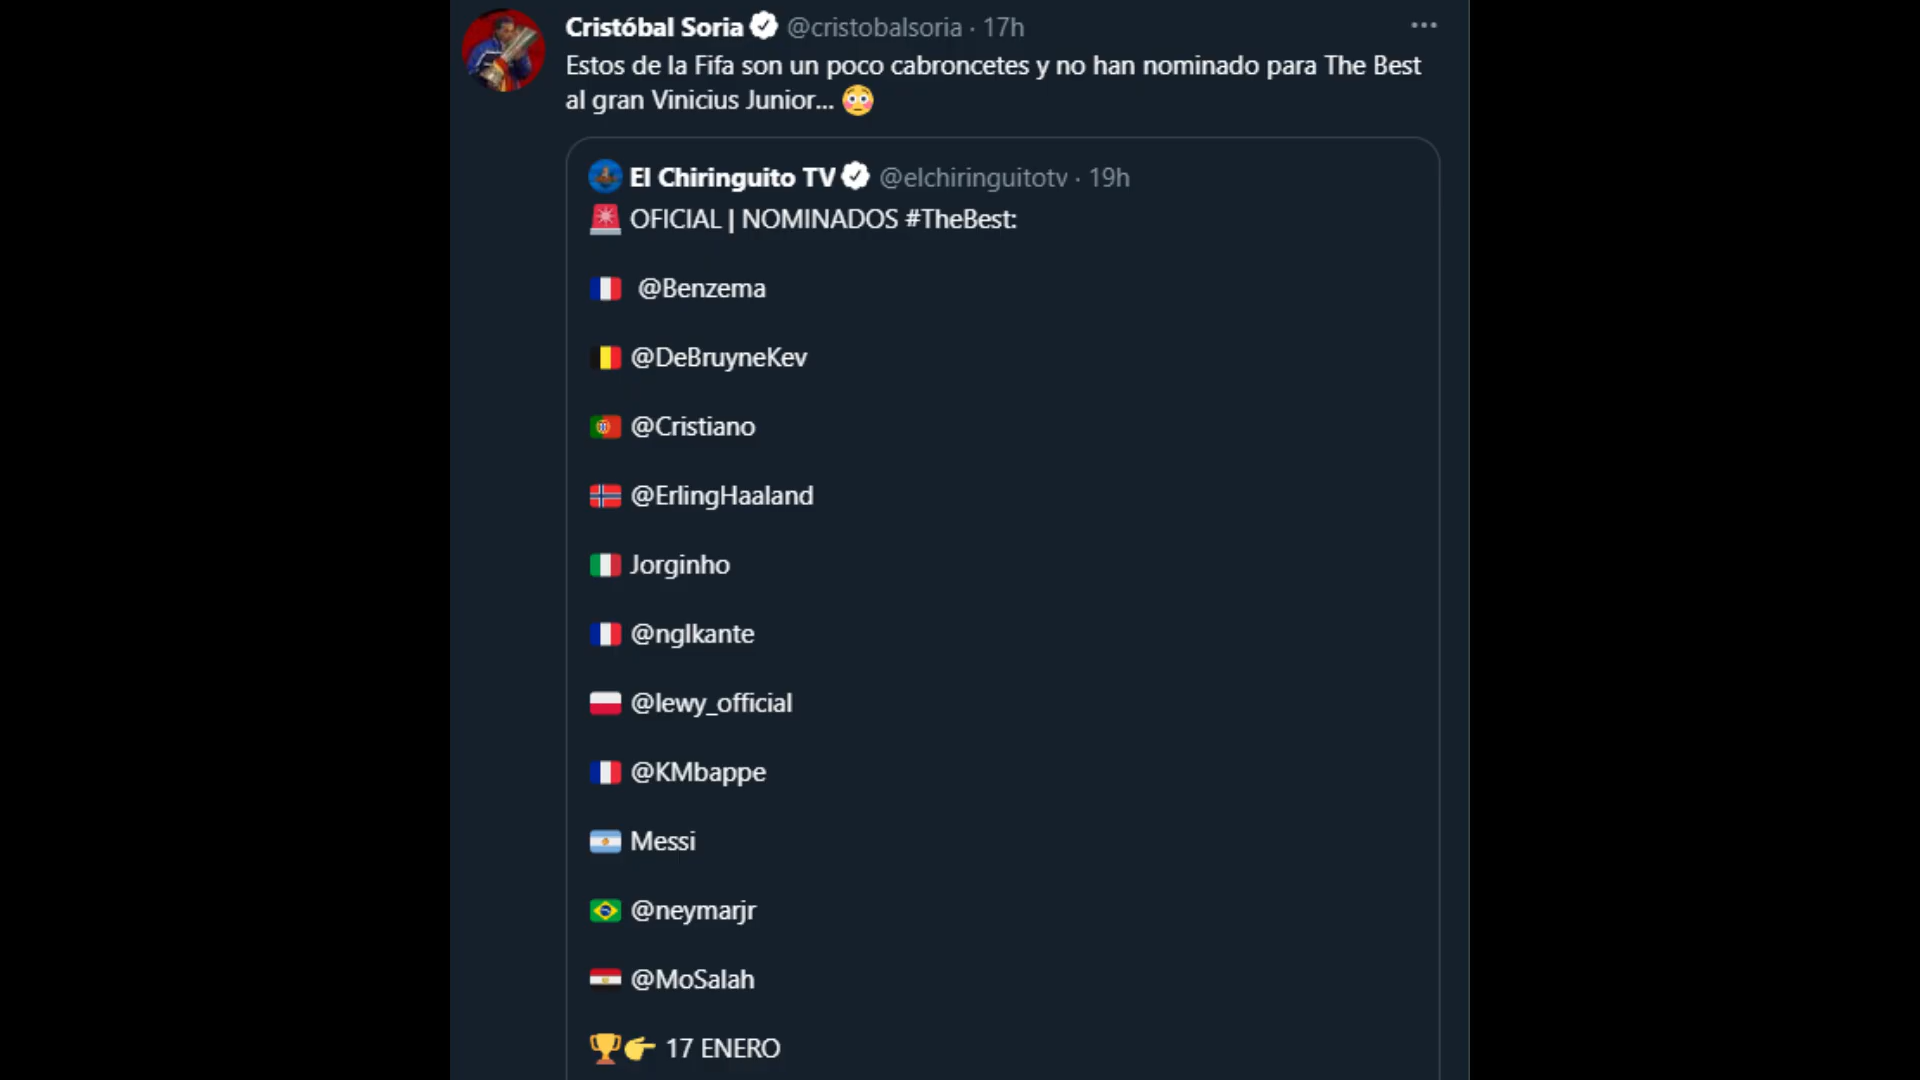 Cristóbal Soria @cristobalsoria · 17h
Estos de la Fifa son un poco cabroncetes y no han nominado para The Best
al gran Vinicius Junior... 😳
El Chiringuito TV @elchiringuitotv · 19h
🚨 OFICIAL | NOMINADOS #TheBest:
🇫🇷 @Benzema
🇧🇪 @DeBruyneKev
🇵🇹 @Cristiano
🇳🇴 @ErlingHaaland
🇮🇹 Jorginho
🇫🇷 @nglkante
🇵🇱 @lewy_official
🇫🇷 @KMbappe
🇦🇷 Messi
🇧🇷 @neymarjr
🇪🇬 @MoSalah
🏆👉 17 ENERO